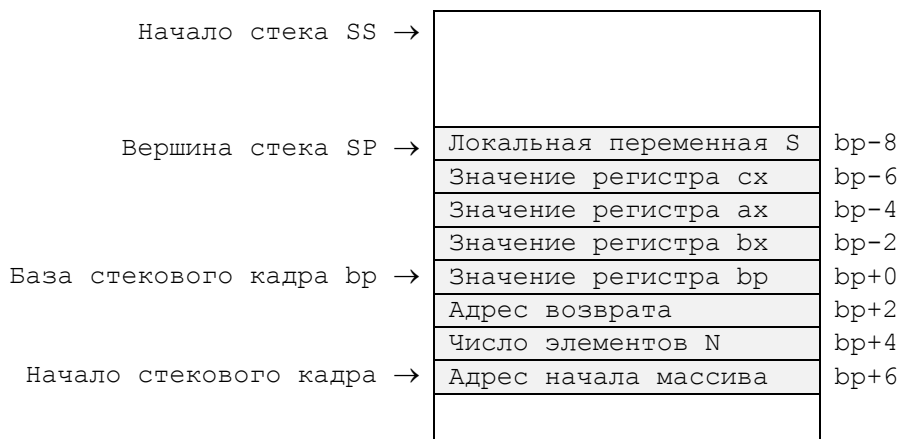 Начало стека SS →
Вершина стека SP → Локальная переменная S bp-8
Значение регистра cx bp-6
Значение регистра ax bp-4
Значение регистра bx bp-2
База стекового кадра bp → Значение регистра bp bp+0
Адрес возврата bp+2
Число элементов N bp+4
Начало стекового кадра → Адрес начала массива bp+6